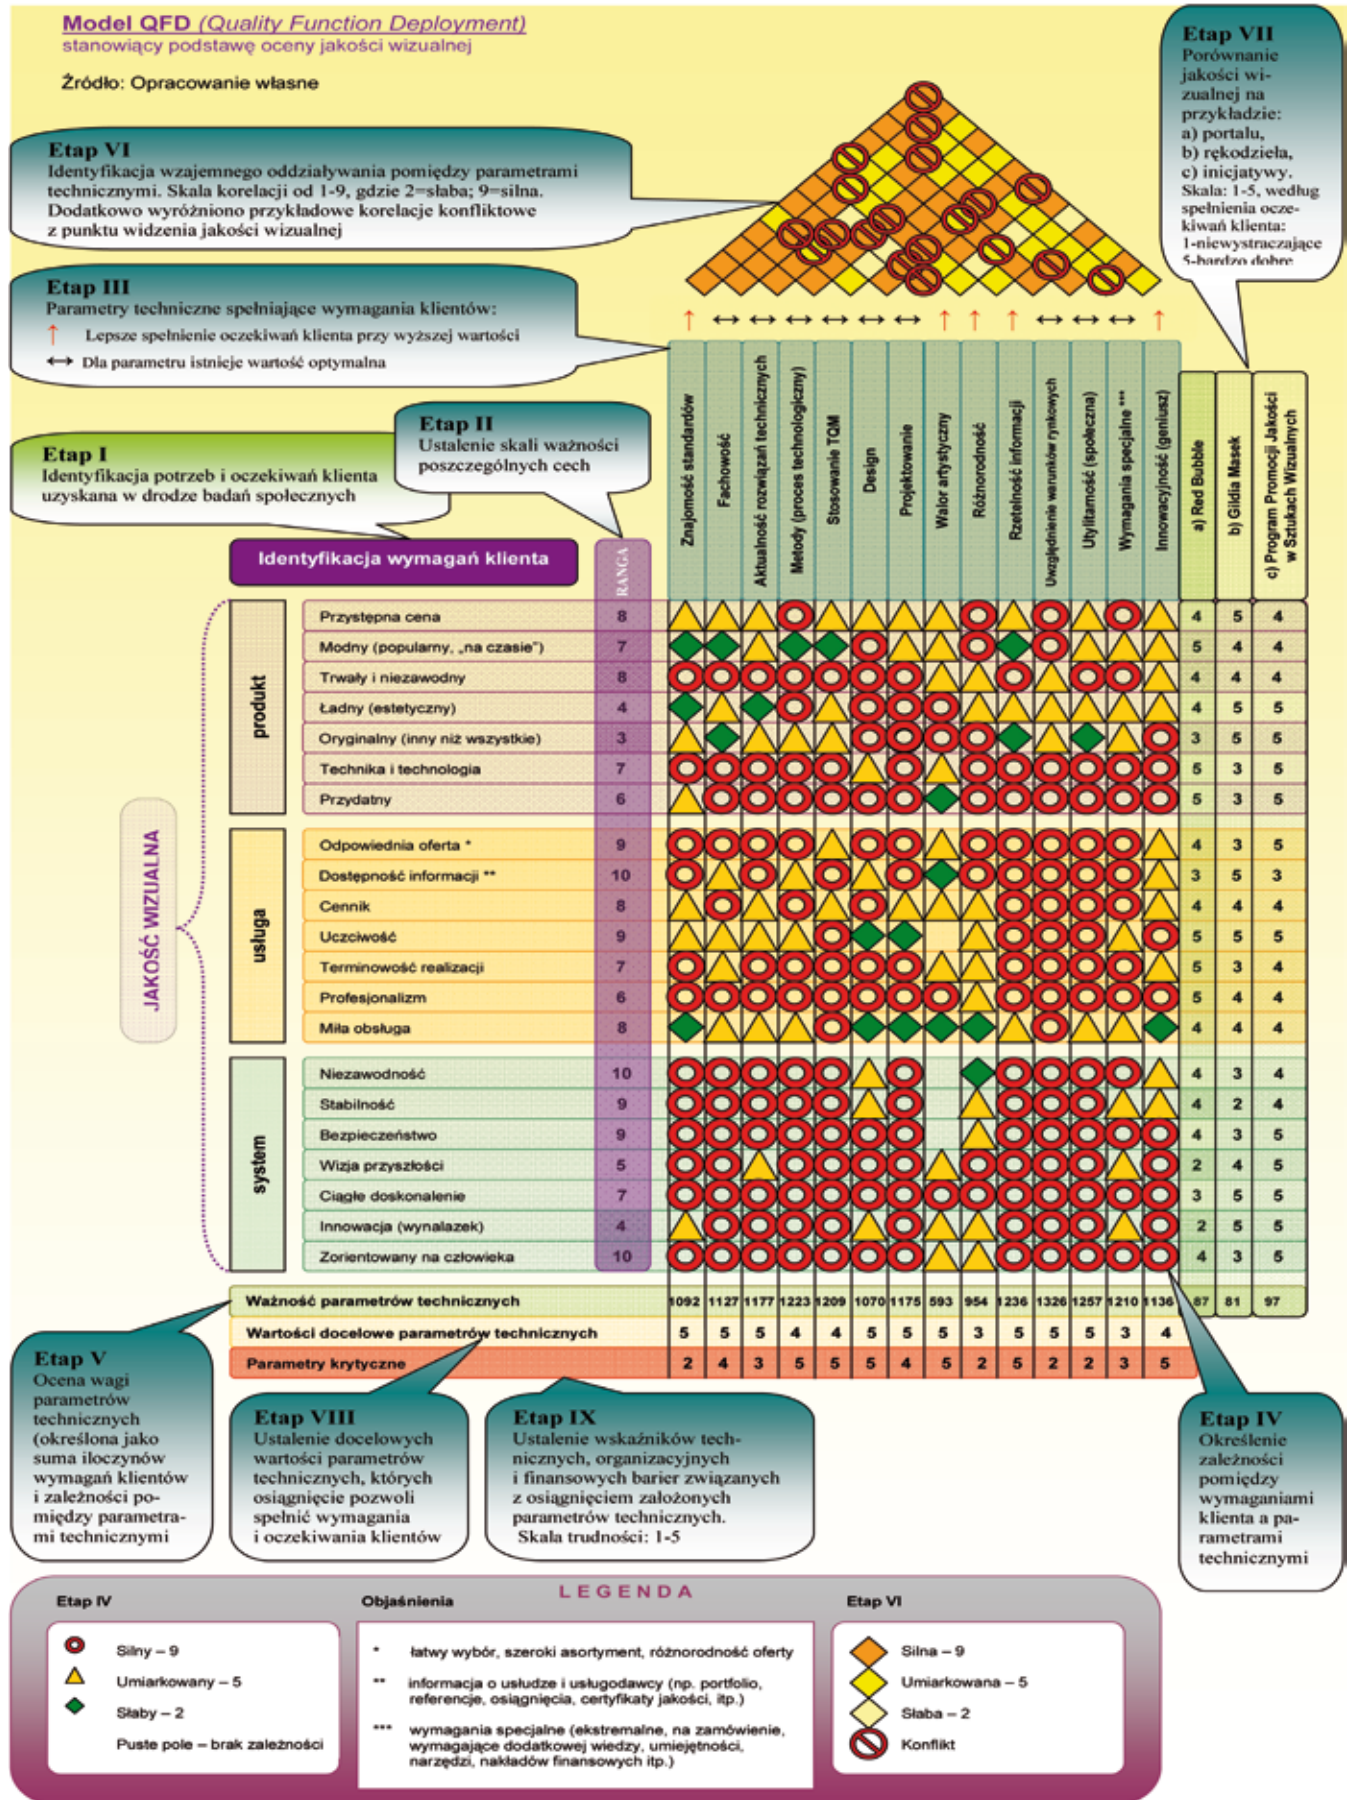 Model QFD (Quality Function Deployment)
stanowiący podstawę oceny jakości wizualnej
Źródło: Opracowanie własne
Etap VII
Porównanie
jakości wi-
zualnej na
przykładzie:
a) portalu,
b) rękodzieła,
c) inicjatywy.
Skala: 1-5, według
spełnienia ocze-
kiwań klienta:
1-niewystraczające
5-bardzo dobre
Etap VI
Identyfikacja wzajemnego oddziaływania pomiędzy parametrami
technicznymi. Skala korelacji od 1-9, gdzie 2=słaba; 9=silna.
Dodatkowo wyróżniono przykładowe korelacje konfliktowe
z punktu widzenia jakości wizualnej
Etap III
Parametry techniczne spełniające wymagania klientów:
↑ Lepsze spełnienie oczekiwań klienta przy wyższej wartości
↔ Dla parametru istnieje wartość optymalna
↑ ↔ ↔ ↔ ↔ ↔ ↔ ↑ ↑ ↑ ↔ ↔ ↔ ↑
Etap II
Ustalenie skali ważności
poszczególnych cech
Etap I
Identyfikacja potrzeb i oczekiwań klienta
uzyskana w drodze badań społecznych
Identyfikacja wymagań klienta
RANGA
Znajomość standardów
Fachowość
Aktualność rozwiązań technicznych
Metody (proces technologiczny)
Stosowanie TQM
Design
Projektowanie
Walor artystyczny
Różnorodność
Rzetelność informacji
Uwzględnienie warunków rynkowych
Utylitarność (społeczna)
Wymagania specjalne ***
Innowacyjność (geniusz)
a) Red Bubble
b) Gildia Masek
c) Program Promocji Jakości
w Sztukach Wizualnych
JAKOŚĆ WIZUALNA
produkt
Przystępna cena 8 4 5 4
Modny (popularny, „na czasie”) 7 5 4 4
Trwały i niezawodny 8 4 4 4
Ładny (estetyczny) 4 4 5 5
Oryginalny (inny niż wszystkie) 3 3 5 5
Technika i technologia 7 5 3 5
Przydatny 6 5 3 5
usługa
Odpowiednia oferta * 9 4 3 5
Dostępność informacji ** 10 3 5 3
Cennik 8 4 4 4
Uczciwość 9 5 5 5
Terminowość realizacji 7 5 3 4
Profesjonalizm 6 5 4 4
Miła obsługa 8 4 4 4
system
Niezawodność 10 4 3 4
Stabilność 9 4 2 4
Bezpieczeństwo 9 4 3 5
Wizja przyszłości 5 2 4 5
Ciągłe doskonalenie 7 3 5 5
Innowacja (wynalazek) 4 2 5 5
Zorientowany na człowieka 10 4 3 5
Ważność parametrów technicznych 1092 1127 1177 1223 1209 1070 1175 593 954 1236 1326 1257 1210 1136 87 81 97
Wartości docelowe parametrów technicznych 5 5 5 4 4 5 5 5 3 5 5 5 3 4
Parametry krytyczne 2 4 3 5 5 5 4 5 2 5 2 2 3 5
Etap V
Ocena wagi
parametrów
technicznych
(określona jako
suma iloczynów
wymagań klientów
i zależności po-
między parametra-
mi technicznymi
Etap VIII
Ustalenie docelowych
wartości parametrów
technicznych, których
osiągnięcie pozwoli
spełnić wymagania
i oczekiwania klientów
Etap IX
Ustalenie wskaźników tech-
nicznych, organizacyjnych
i finansowych barier związanych
z osiągnięciem założonych
parametrów technicznych.
Skala trudności: 1-5
Etap IV
Określenie
zależności
pomiędzy
wymaganiami
klienta a pa-
rametrami
technicznymi
LEGENDA
Etap IV
Silny – 9
Umiarkowany – 5
Słaby – 2
Puste pole – brak zależności
Objaśnienia
* łatwy wybór, szeroki asortyment, różnorodność oferty
** informacja o usłudze i usługodawcy (np. portfolio,
referencje, osiągnięcia, certyfikaty jakości, itp.)
*** wymagania specjalne (ekstremalne, na zamówienie,
wymagające dodatkowej wiedzy, umiejętności,
narzędzi, nakładów finansowych itp.)
Etap VI
Silna – 9
Umiarkowana – 5
Słaba – 2
Konflikt